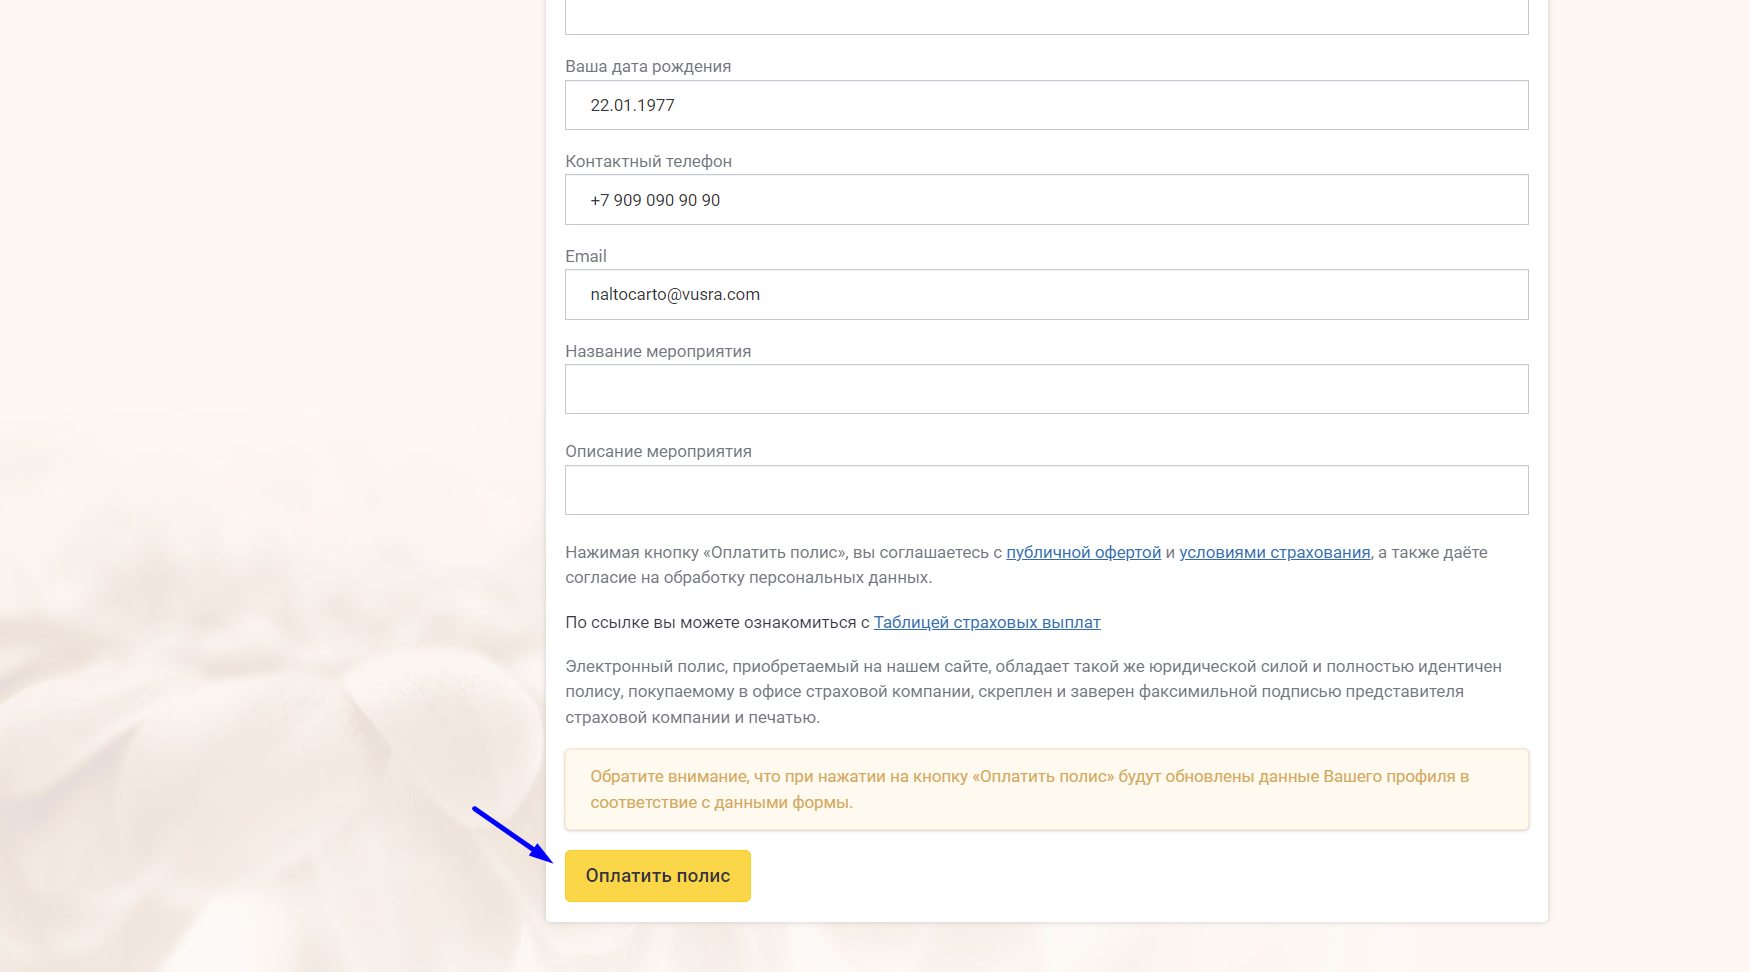 Ваша дата рождения
22.01.1977
Контактный телефон
+7 909 090 90 90
Email
naltocarto@vusra.com
Название мероприятия
Описание мероприятия
Нажимая кнопку «Оплатить полис», вы соглашаетесь с публичной офертой и условиями страхования, а также даёте
согласие на обработку персональных данных.
По ссылке вы можете ознакомиться с Таблицей страховых выплат
Электронный полис, приобретаемый на нашем сайте, обладает такой же юридической силой и полностью идентичен
полису, покупаемому в офисе страховой компании, скреплен и заверен факсимильной подписью представителя
страховой компании и печатью.
Обратите внимание, что при нажатии на кнопку «Оплатить полис» будут обновлены данные Вашего профиля в
соответствие с данными формы.
Оплатить полис